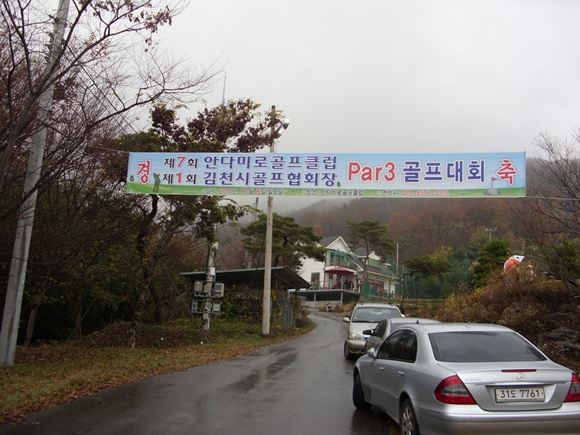 경 제7회 안다미로골프클럽 Par3 골프대회 축
제1회 김천시골프협회장
31도 7761